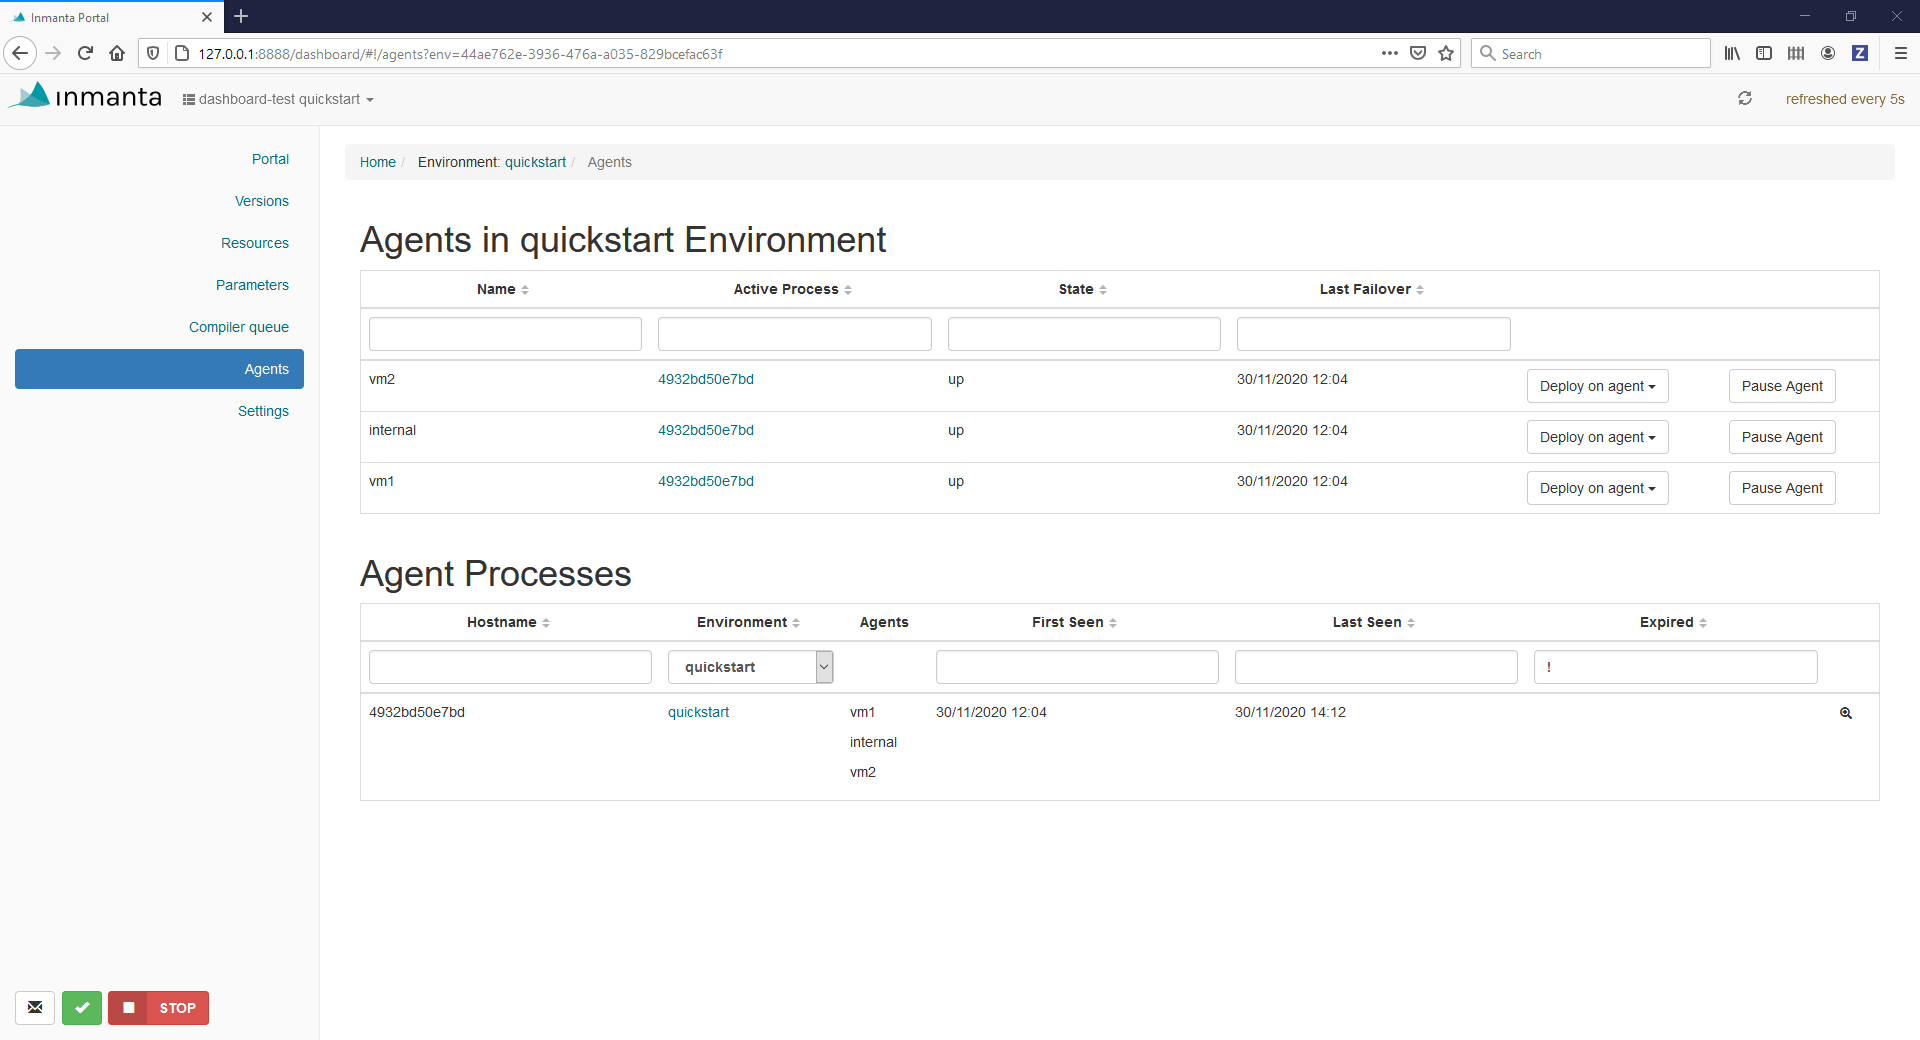 Inmanta Portal
127.0.0.1:8888/dashboard/#!/agents?env=44ae762e-3936-476a-a035-829bcefac63f
Search
Z
inmanta
dashboard-test quickstart
refreshed every 5s
Portal
Versions
Resources
Parameters
Compiler queue
Agents
Settings
Home / Environment: quickstart / Agents
Agents in quickstart Environment
Name Active Process State Last Failover
vm2 4932bd50e7bd up 30/11/2020 12:04 Deploy on agent Pause Agent
internal 4932bd50e7bd up 30/11/2020 12:04 Deploy on agent Pause Agent
vm1 4932bd50e7bd up 30/11/2020 12:04 Deploy on agent Pause Agent
Agent Processes
Hostname Environment Agents First Seen Last Seen Expired
quickstart !
4932bd50e7bd quickstart vm1 30/11/2020 12:04 30/11/2020 14:12
internal
vm2
STOP